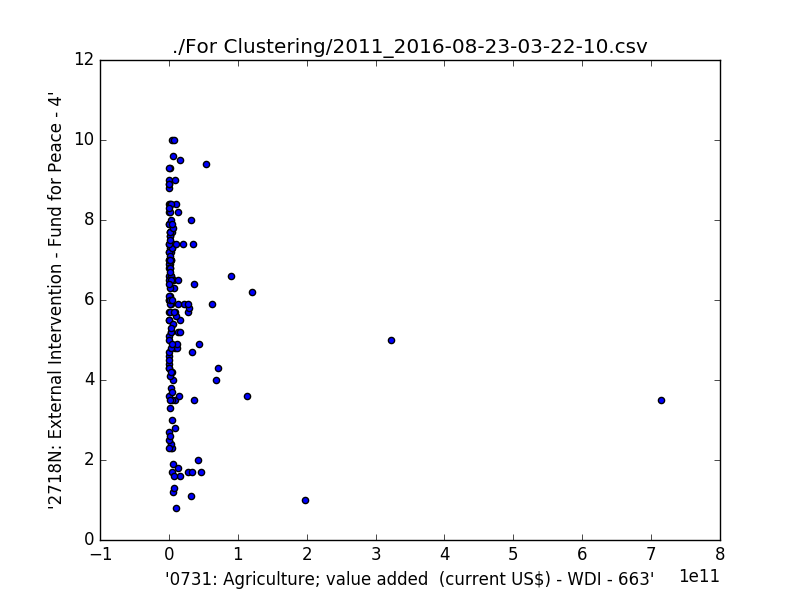 ./For Clustering/2011_2016-08-23-03-22-10.csv
12
10
8
6
4
2
0
'2718N: External Intervention - Fund for Peace - 4'
−1 0 1 2 3 4 5 6 7 8
1e11
'0731: Agriculture; value added  (current US$) - WDI - 663'